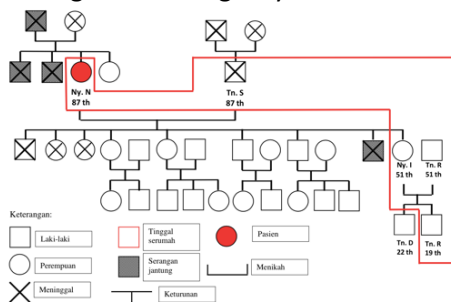 Ny. N
87 th
Tn. S
87 th
Ny. I
51 th
Tn. R
51 th
Tn. D
22 th
Tn. R
19 th
Keterangan:
Laki-laki
Perempuan
Meninggal
Tinggal
serumah
Serangan
jantung
Keturunan
Pasien
Menikah